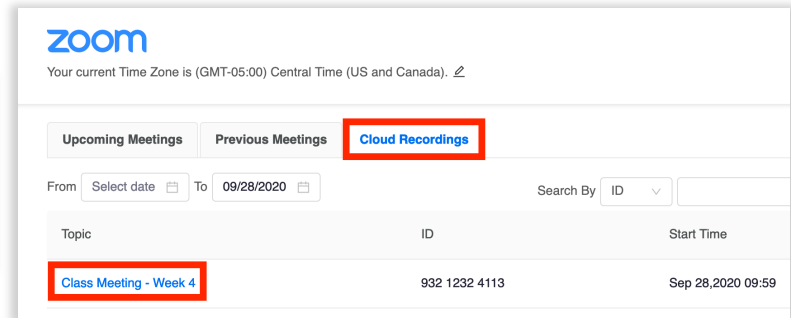 zoom
Your current Time Zone is (GMT-05:00) Central Time (US and Canada).
Upcoming Meetings Previous Meetings Cloud Recordings
From Select date To 09/28/2020 Search By ID
Topic ID Start Time
Class Meeting - Week 4 932 1232 4113 Sep 28,2020 09:59